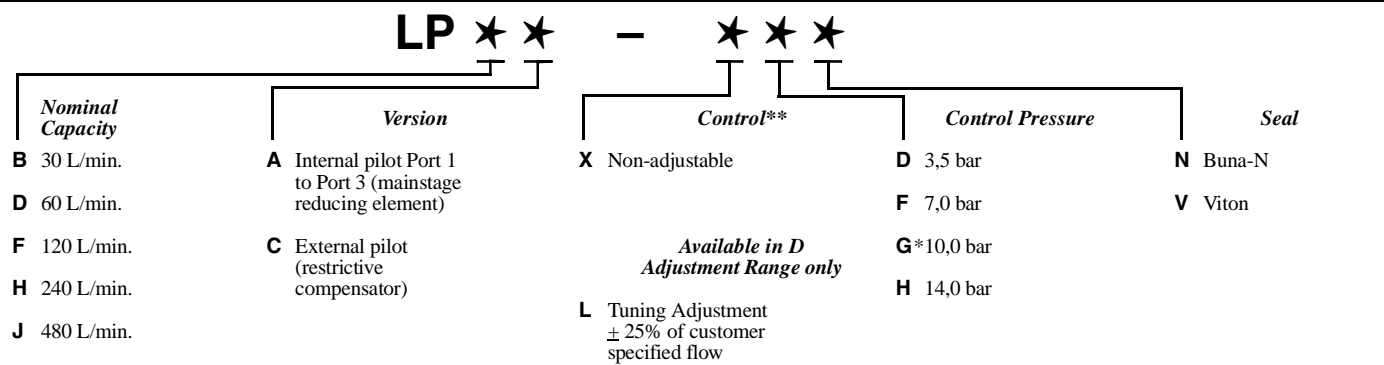 LP ✶ ✶ – ✶ ✶ ✶
Nominal
Capacity
B 30 L/min.
D 60 L/min.
F 120 L/min.
H 240 L/min.
J 480 L/min.
Version
A Internal pilot Port 1
to Port 3 (mainstage
reducing element)
C External pilot
(restrictive
compensator)
Control**
X Non-adjustable
Available in D
Adjustment Range only
L Tuning Adjustment
± 25% of customer
specified flow
Control Pressure
D 3,5 bar
F 7,0 bar
G*10,0 bar
H 14,0 bar
Seal
N Buna-N
V Viton